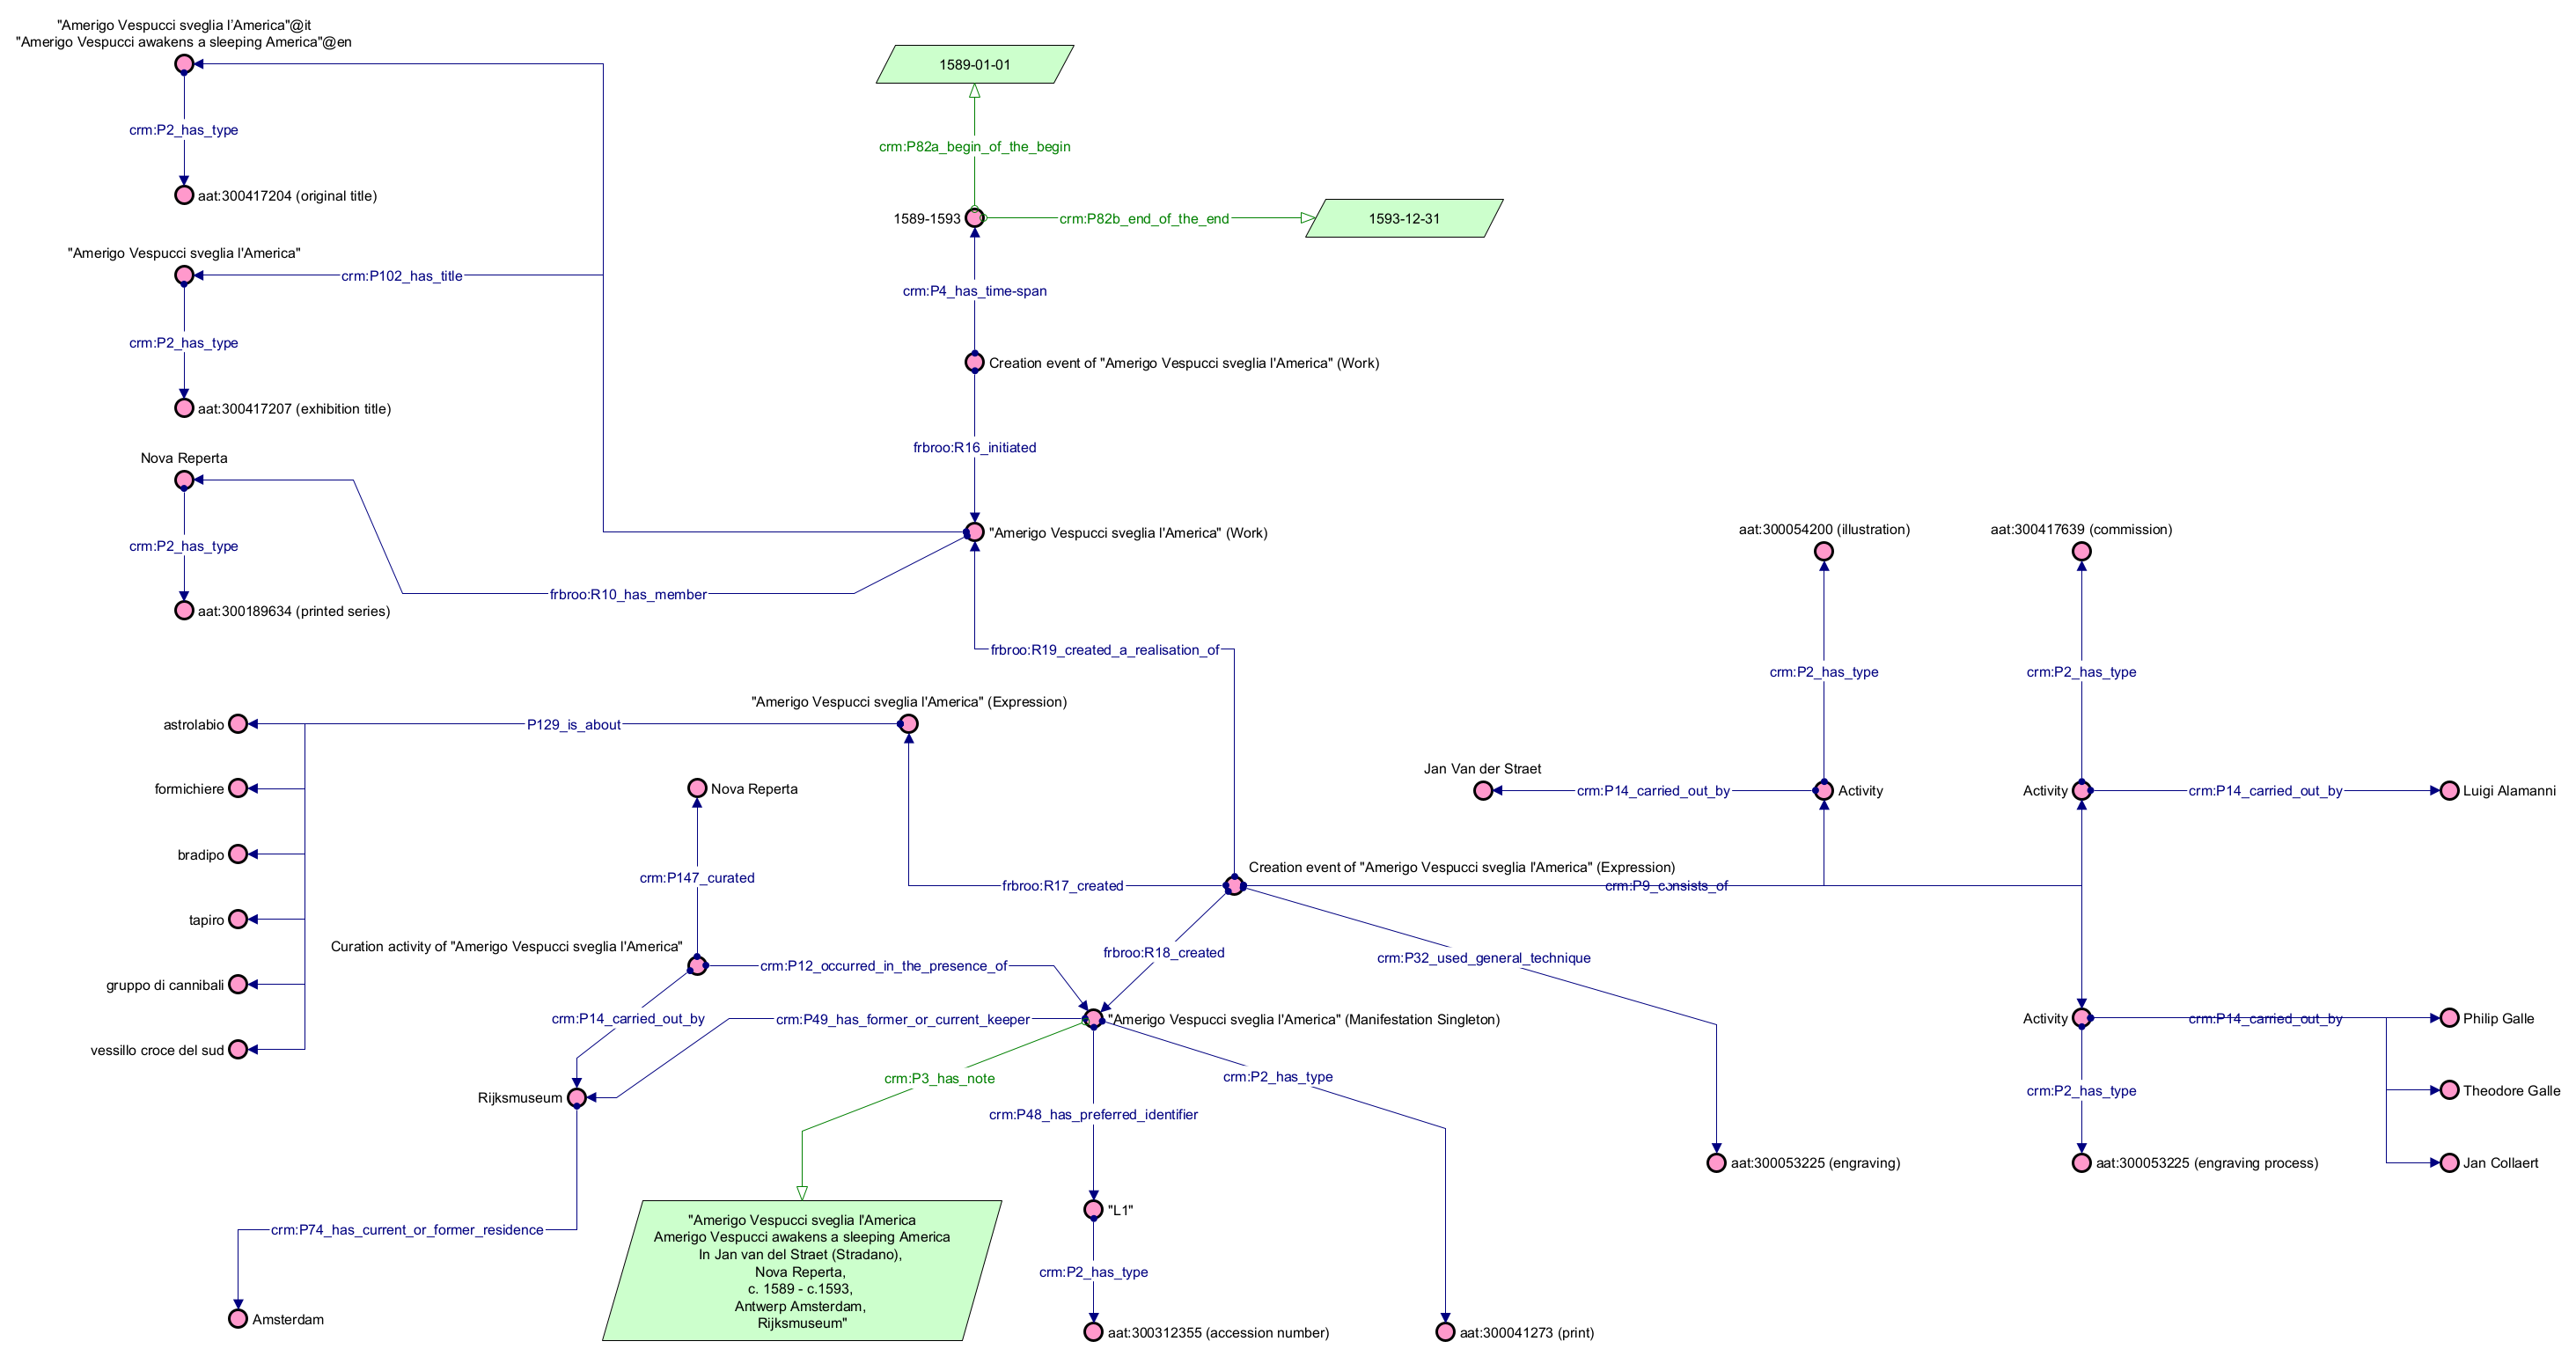 "Amerigo Vespucci sveglia l’America"@it
"Amerigo Vespucci awakens a sleeping America"@en
crm:P2_has_type
aat:300417204 (original title)
"Amerigo Vespucci sveglia l'America"
crm:P102_has_title
crm:P2_has_type
aat:300417207 (exhibition title)
Nova Reperta
crm:P2_has_type
aat:300189634 (printed series)
frbroo:R10_has_member
1589-01-01
crm:P82a_begin_of_the_begin
1589-1593
crm:P82b_end_of_the_end
1593-12-31
crm:P4_has_time-span
Creation event of "Amerigo Vespucci sveglia l'America" (Work)
frbroo:R16_initiated
"Amerigo Vespucci sveglia l'America" (Work)
frbroo:R19_created_a_realisation_of
aat:300054200 (illustration)
aat:300417639 (commission)
crm:P2_has_type
crm:P2_has_type
"Amerigo Vespucci sveglia l'America" (Expression)
P129_is_about
astrolabio
formichiere
bradipo
tapiro
gruppo di cannibali
vessillo croce del sud
Nova Reperta
crm:P147_curated
Curation activity of "Amerigo Vespucci sveglia l'America"
crm:P12_occurred_in_the_presence_of
crm:P14_carried_out_by
crm:P49_has_former_or_current_keeper
Rijksmuseum
crm:P74_has_current_or_former_residence
Amsterdam
Jan Van der Straet
crm:P14_carried_out_by
Activity
Activity
crm:P14_carried_out_by
Luigi Alamanni
Creation event of "Amerigo Vespucci sveglia l'America" (Expression)
frbroo:R17_created
crm:P9_consists_of
frbroo:R18_created
crm:P32_used_general_technique
"Amerigo Vespucci sveglia l'America" (Manifestation Singleton)
crm:P3_has_note
crm:P2_has_type
crm:P48_has_preferred_identifier
"L1"
crm:P2_has_type
aat:300312355 (accession number)
aat:300041273 (print)
aat:300053225 (engraving)
Activity
crm:P14_carried_out_by
Philip Galle
Theodore Galle
Jan Collaert
crm:P2_has_type
aat:300053225 (engraving process)
"Amerigo Vespucci sveglia l'America
Amerigo Vespucci awakens a sleeping America
In Jan van del Straet (Stradano),
Nova Reperta,
c. 1589 - c.1593,
Antwerp Amsterdam,
Rijksmuseum"